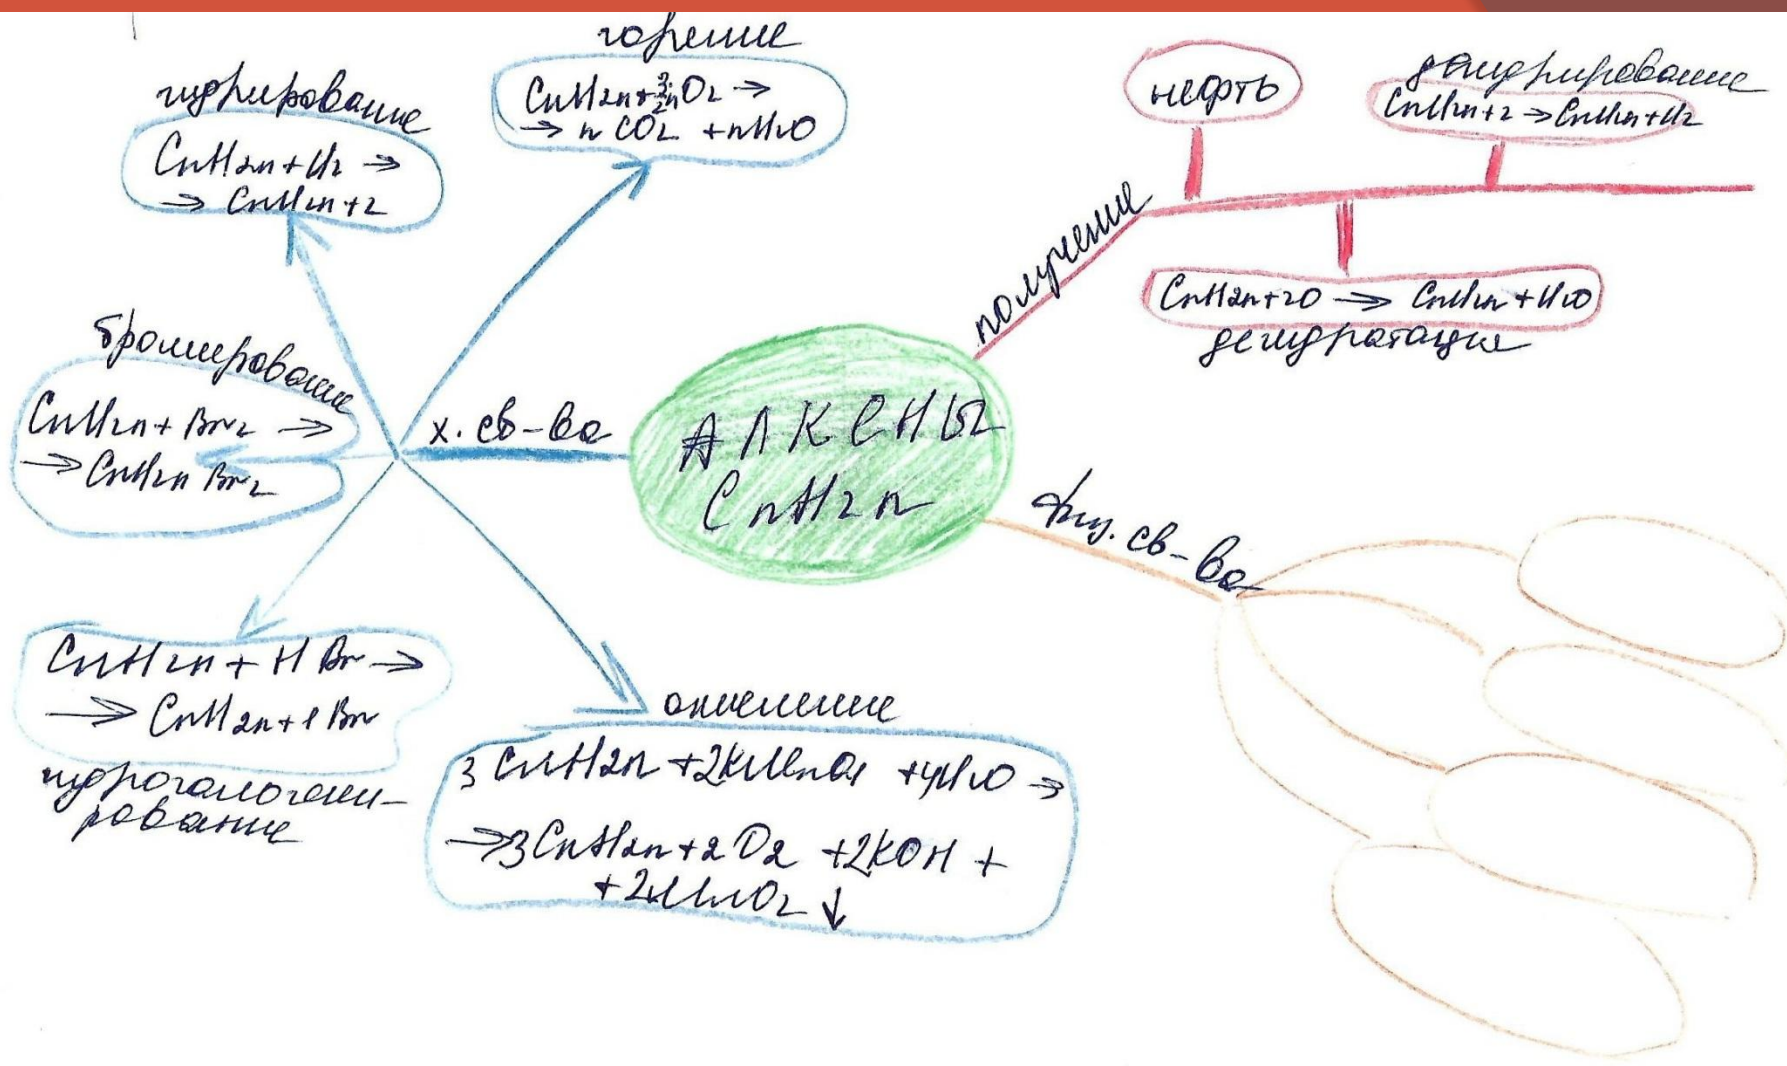 горение
CnH2n+3/2nO2 →
→ n CO2 + nH2O
гидрирование
CnH2n+H2 →
→ CnH2n+2
бромирование
CnH2n+Br2 →
→ CnH2nBr2
CnH2n + HBr →
→ CnH2n+1Br
гидрогалогени-
рование
окисление
3CnH2n+2KMnO4 +4H2O →
→3CnH2n+2O2 +2KOH +
+2MnO2↓
х. св-ва
АЛКЕНЫ
CnH2n
получение
нефть
дегидрирование
CnH2n+2→CnH2n+H2
CnH2n+2O → CnH2n+H2O
дегидратация
физ. св-ва